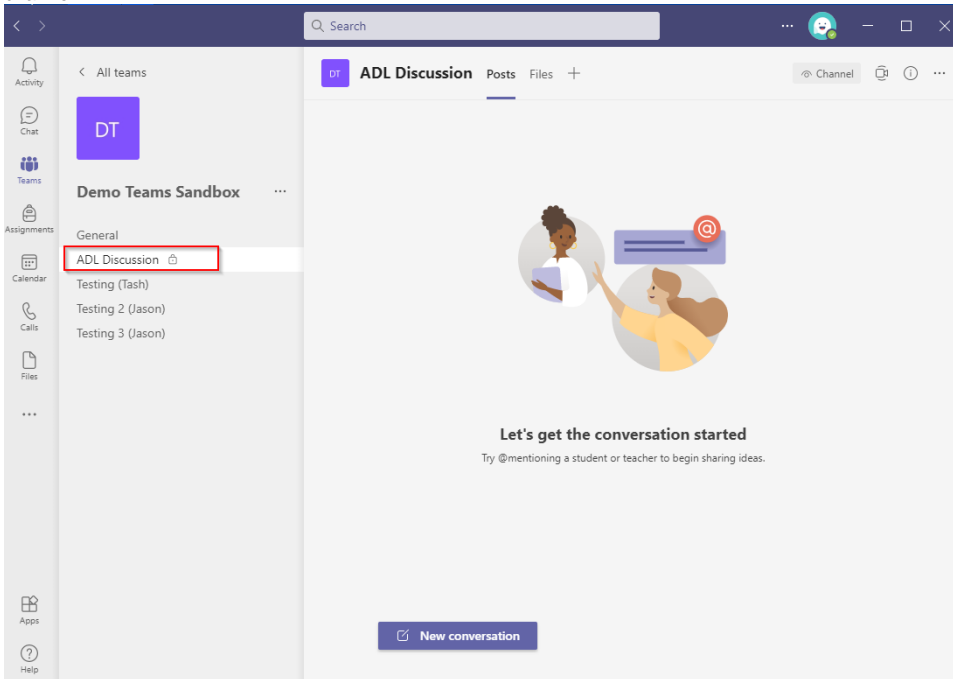 Search
...
Activity
Chat
Teams
Assignments
Calendar
Calls
Files
...
Apps
Help
< All teams
DT
Demo Teams Sandbox ...
General
ADL Discussion
Testing (Tash)
Testing 2 (Jason)
Testing 3 (Jason)
DT ADL Discussion Posts Files +
Channel ...
@
Let's get the conversation started
Try @mentioning a student or teacher to begin sharing ideas.
New conversation